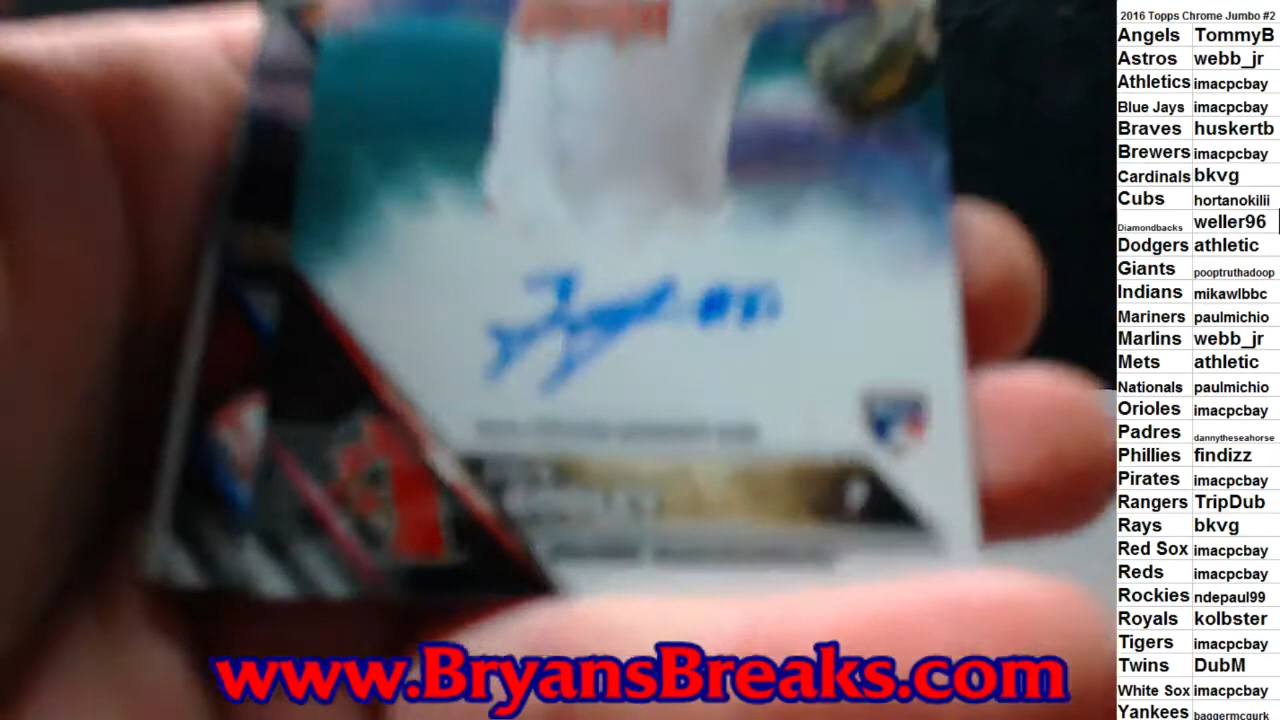 2016 Topps Chrome Jumbo #2
Angels TommyB
Astros webb_jr
Athletics imacpcbay
Blue Jays imacpcbay
Braves huskertb
Brewers imacpcbay
Cardinals bkvg
Cubs hortanokilii
Diamondbacks weller96
Dodgers athletic
Giants pooptruthadoop
Indians mikawlbbc
Mariners paulmichio
Marlins webb_jr
Mets athletic
Nationals paulmichio
Orioles imacpcbay
Padres dannytheseahorse
Phillies findizz
Pirates imacpcbay
Rangers TripDub
Rays bkvg
Red Sox imacpcbay
Reds imacpcbay
Rockies ndepaul99
Royals kolbster
Tigers imacpcbay
Twins DubM
White Sox imacpcbay
Yankees baggermcgurk
www.BryansBreaks.com